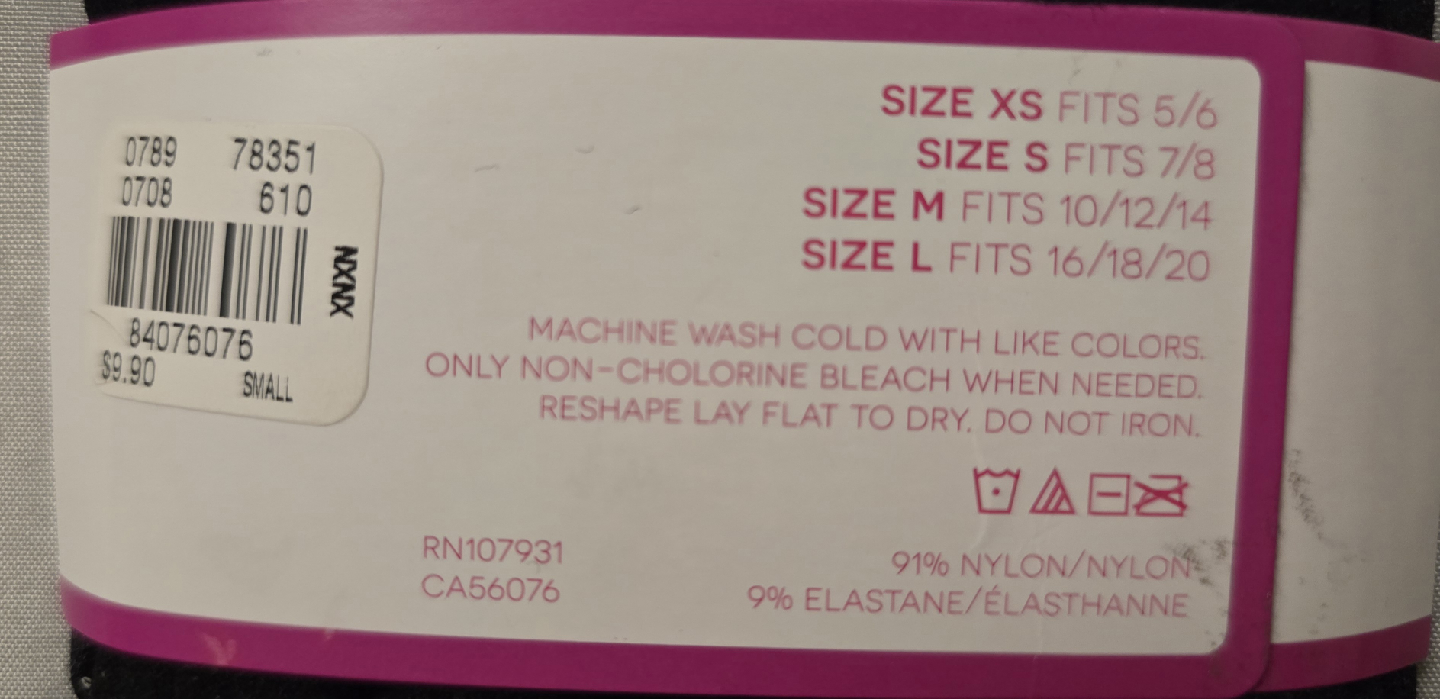 0789 78351
0708 610
NXNX
84076076
$9.90 SMALL
SIZE XS FITS 5/6
SIZE S FITS 7/8
SIZE M FITS 10/12/14
SIZE L FITS 16/18/20
MACHINE WASH COLD WITH LIKE COLORS.
ONLY NON-CHOLORINE BLEACH WHEN NEEDED.
RESHAPE LAY FLAT TO DRY. DO NOT IRON.
RN107931
CA56076
91% NYLON/NYLON
9% ELASTANE/ÉLASTHANNE